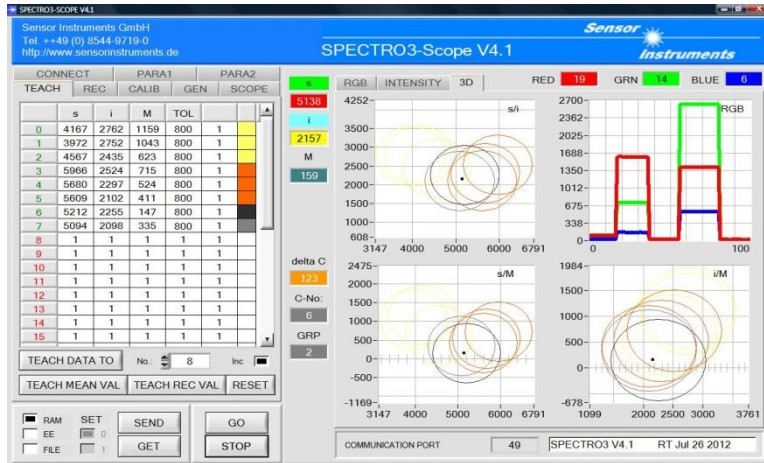 SPECTRO3-SCOPE V4.1
Sensor Instruments GmbH
Tel. ++49 (0) 8544-9719-0
http://www.sensorinstruments.de
SPECTRO3-Scope V4.1
Sensor
Instruments
CONNECT PARA1 PARA2
TEACH REC CALIB GEN SCOPE
s i M TOL
0 4167 2762 1159 800 1
1 3972 2752 1043 800 1
2 4567 2435 623 800 1
3 5966 2524 715 800 1
4 5680 2297 524 800 1
5 5609 2102 411 800 1
6 5212 2255 147 800 1
7 5094 2098 335 800 1
8 1 1 1 1 1
9 1 1 1 1 1
10 1 1 1 1 1
11 1 1 1 1 1
12 1 1 1 1 1
13 1 1 1 1 1
14 1 1 1 1 1
15 1 1 1 1 1
TEACH DATA TO No.: 8 Inc
TEACH MEAN VAL TEACH REC VAL RESET
RAM SET SEND GO
EE 0
FILE 1 GET STOP
s
5138
i
2157
M
159
delta C
123
C-No:
6
GRP
2
RGB INTENSITY 3D
RED 19 GRN 14 BLUE 6
s/i
4252-
3500-
3000-
2500-
2000-
1500-
1000-
608-
3147 4000 5000 6000 6791
RGB
2700-
2362-
2025-
1688-
1350-
1012-
675-
338-
0-
0 100
s/M
2475-
2000-
1500-
1000-
500-
0-
-500-
-1169-
3147 4000 5000 6000 6791
i/M
1984-
1500-
1000-
500-
0-
-678-
1099 2000 2500 3000 3761
COMMUNICATION PORT 49 SPECTRO3 V4.1 RT Jul 26 2012